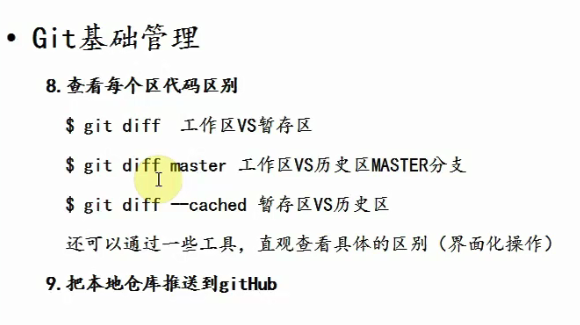 • Git基础管理
8.查看每个区代码区别
$ git diff 工作区VS暂存区
$ git diff master 工作区VS历史区MASTER分支
$ git diff --cached 暂存区VS历史区
还可以通过一些工具，直观查看具体的区别（界面化操作）
9.把本地仓库推送到gitHub